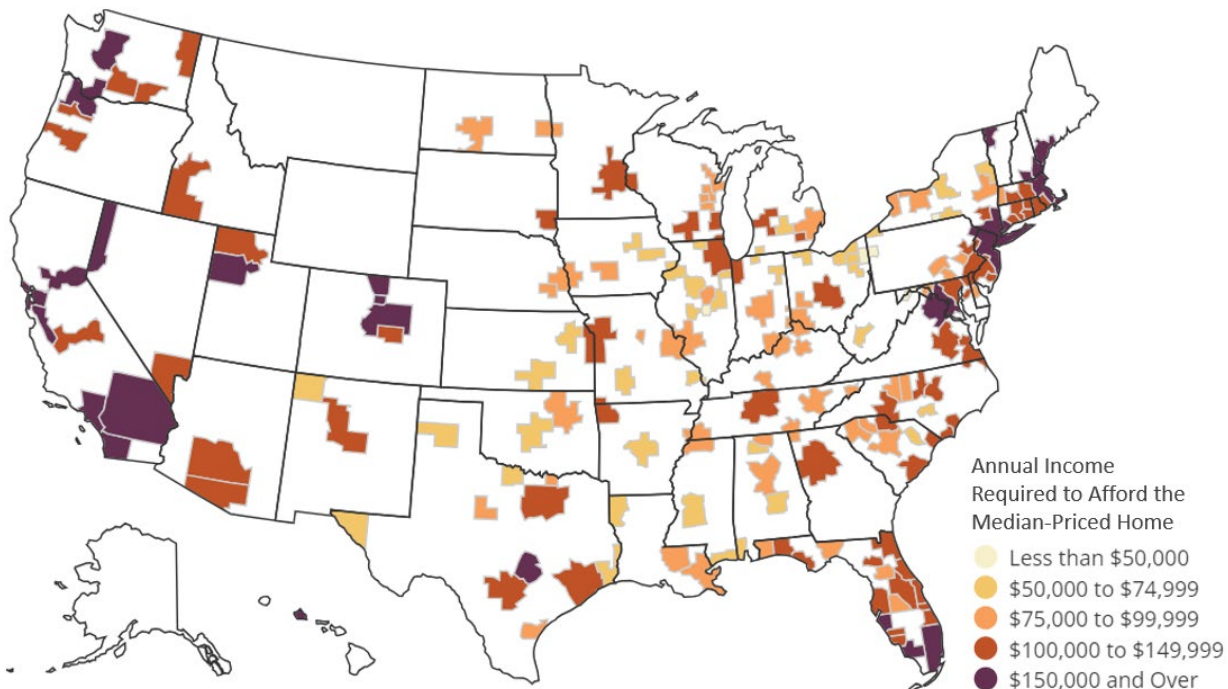 Annual Income
Required to Afford the
Median-Priced Home
Less than $50,000
$50,000 to $74,999
$75,000 to $99,999
$100,000 to $149,999
$150,000 and Over